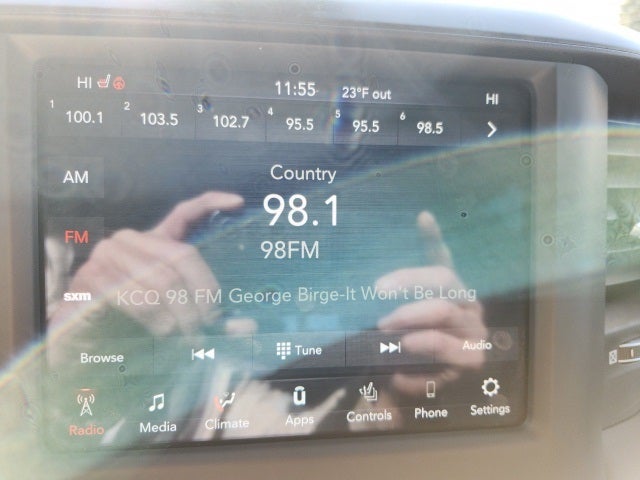 HI 11:55 23°F out HI
1 100.1 2 103.5 3 102.7 4 95.5 5 95.5 6 98.5
AM
Country
98.1
FM
98FM
sxm
KCQ 98 FM George Birge-It Won't Be Long
Browse Tune Audio
Radio Media Climate Apps Controls Phone Settings